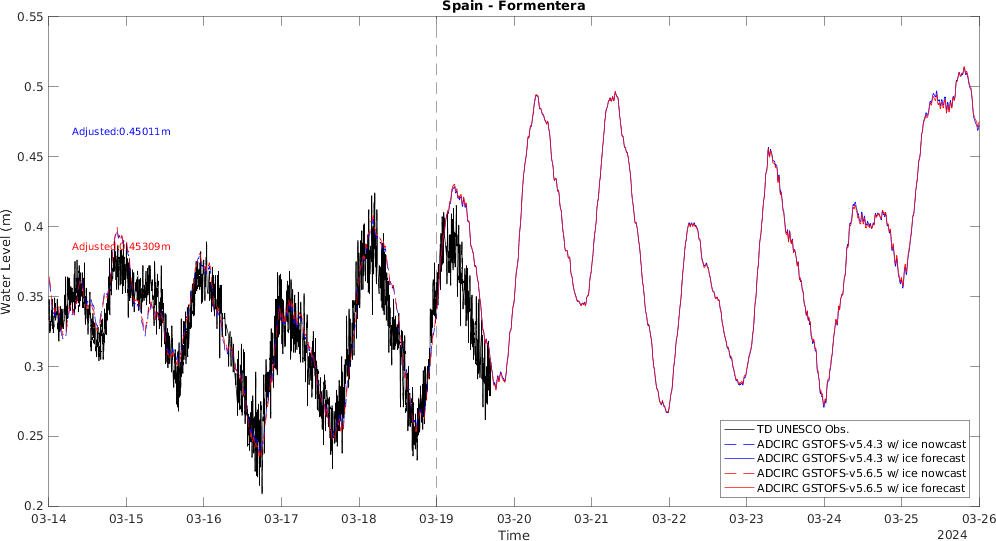 Spain - Formentera
0.55
0.5
0.45
0.4
0.35
0.3
0.25
0.2
Water Level (m)
Adjusted:0.45011m
Adjusted:0.45309m
TD UNESCO Obs.
ADCIRC GSTOFS-v5.4.3 w/ ice nowcast
ADCIRC GSTOFS-v5.4.3 w/ ice forecast
ADCIRC GSTOFS-v5.6.5 w/ ice nowcast
ADCIRC GSTOFS-v5.6.5 w/ ice forecast
03-14 03-15 03-16 03-17 03-18 03-19 03-20 03-21 03-22 03-23 03-24 03-25 03-26
Time
2024